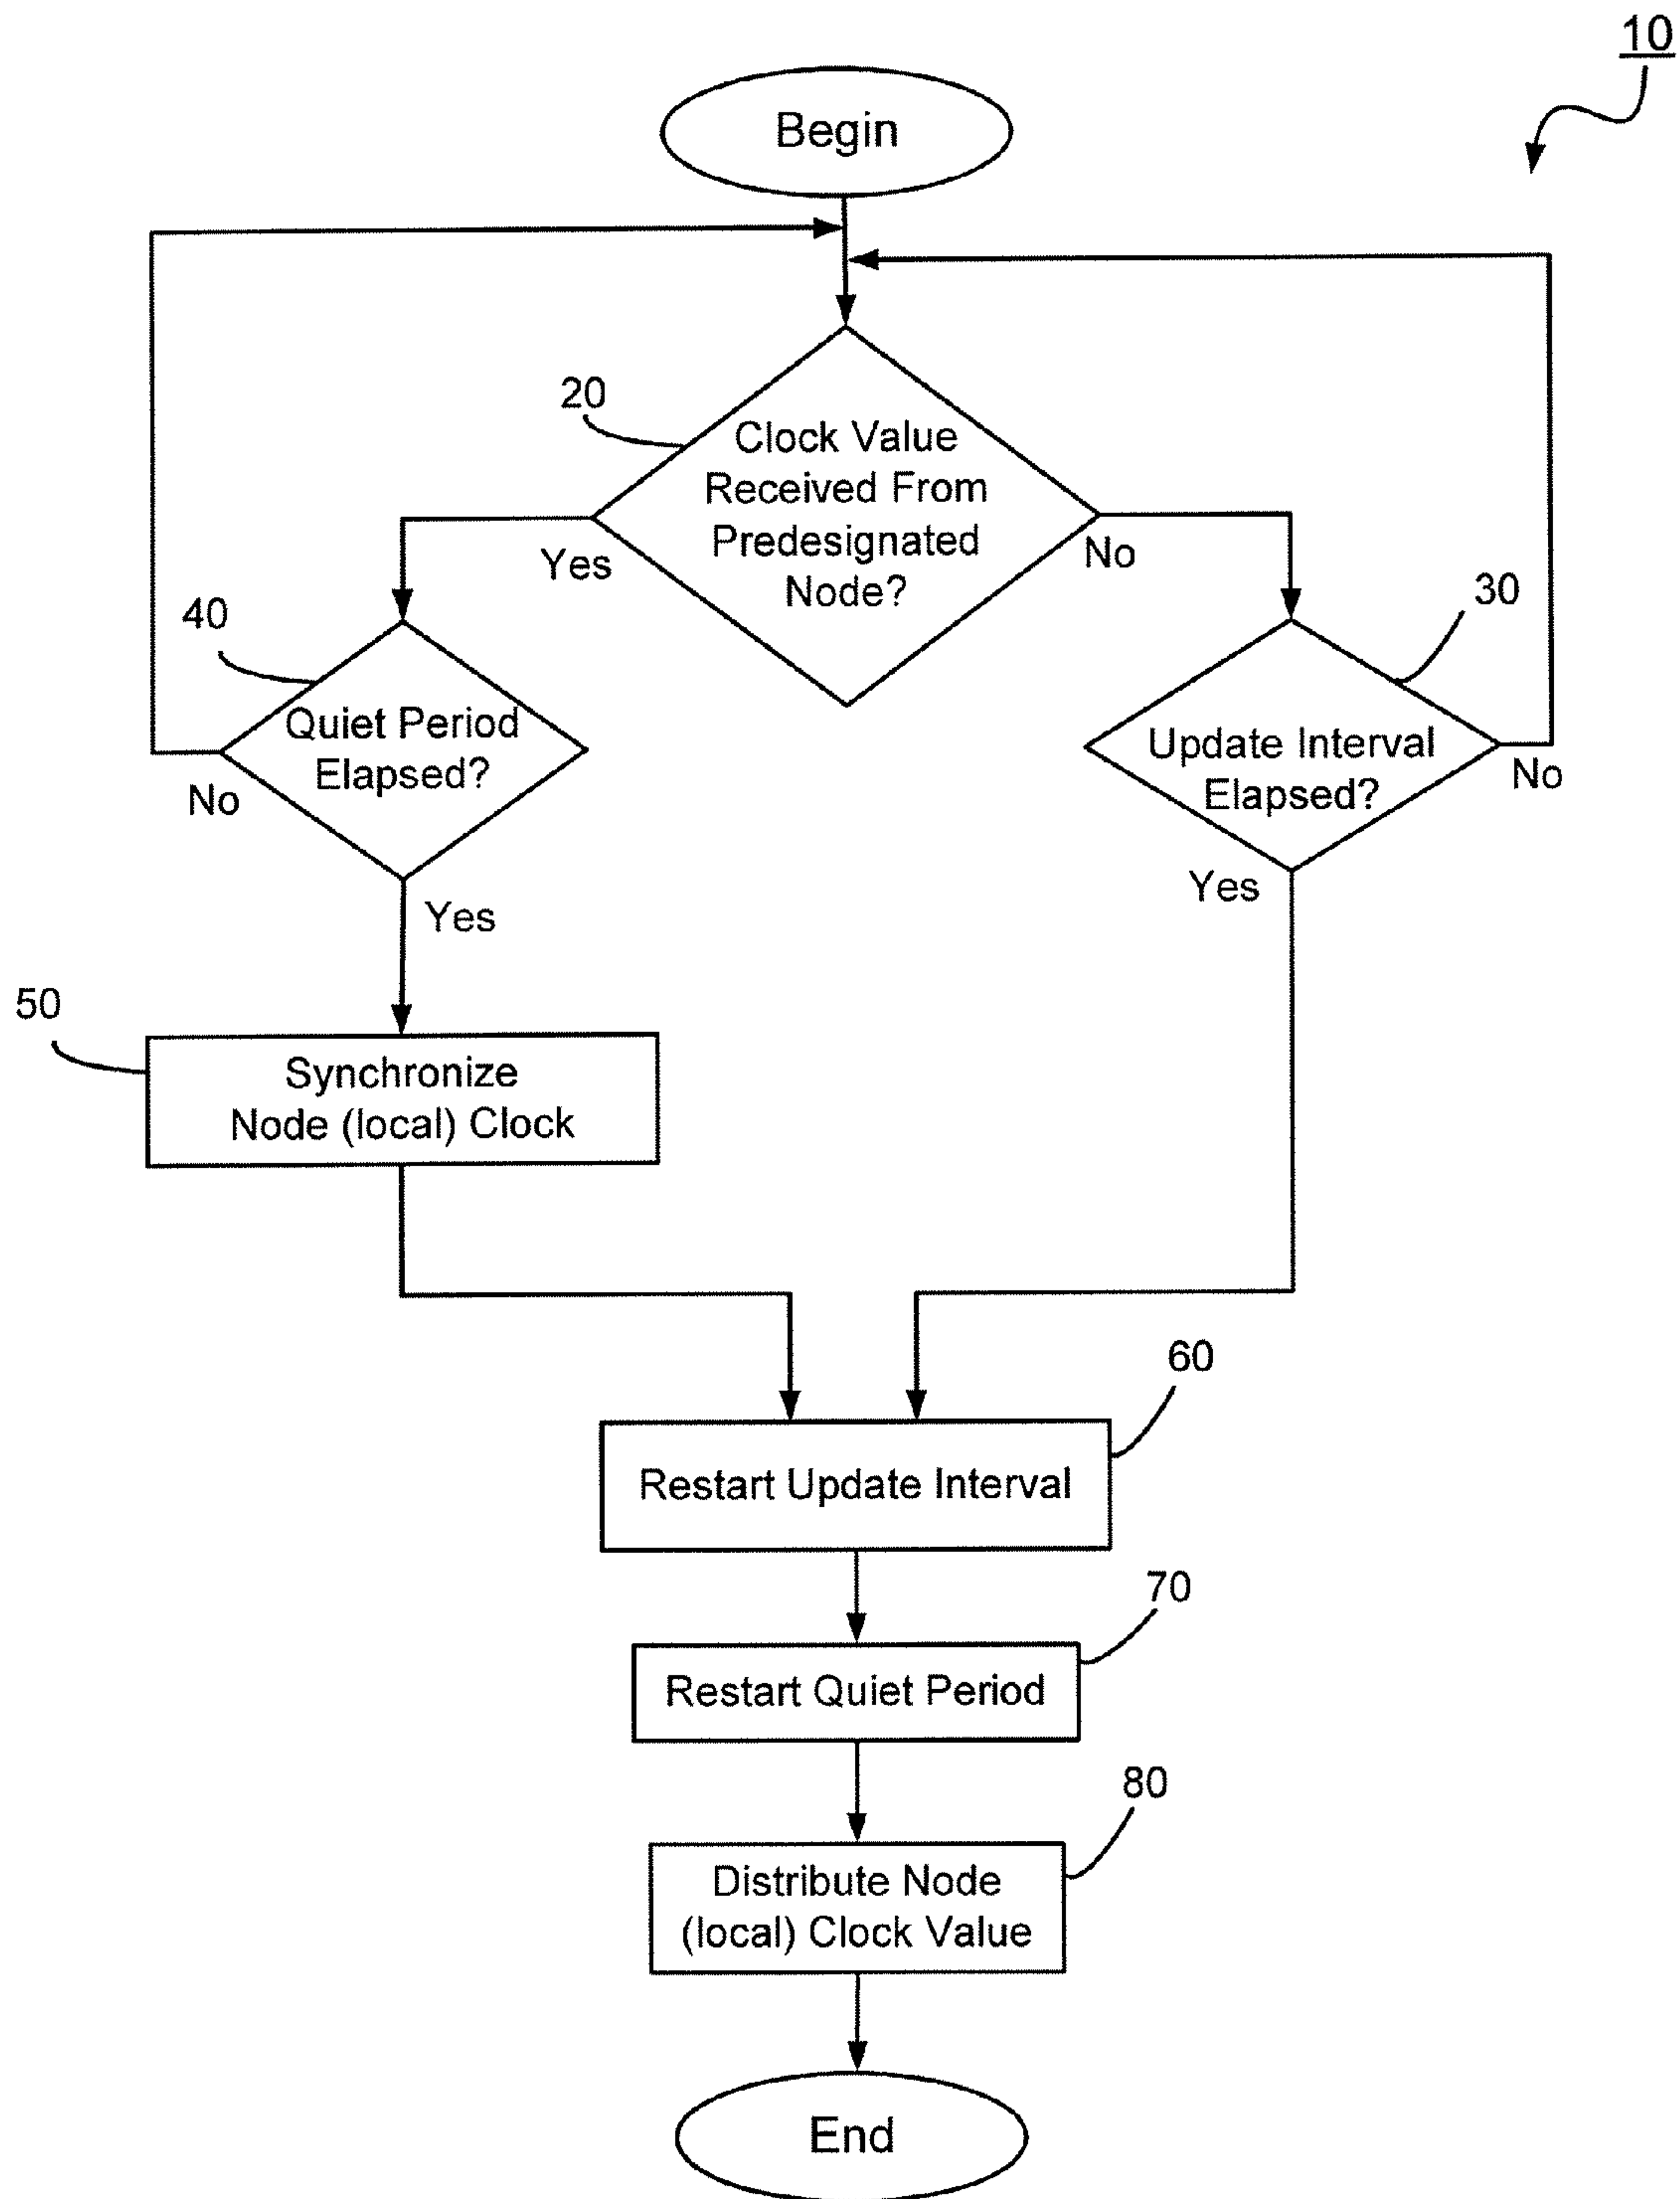 10
Begin
20
Clock Value
Received From
Predesignated
Node?
Yes
No
40
30
Quiet Period
Elapsed?
Update Interval
Elapsed?
No
No
Yes
Yes
50
Synchronize
Node (local) Clock
60
Restart Update Interval
70
Restart Quiet Period
80
Distribute Node
(local) Clock Value
End